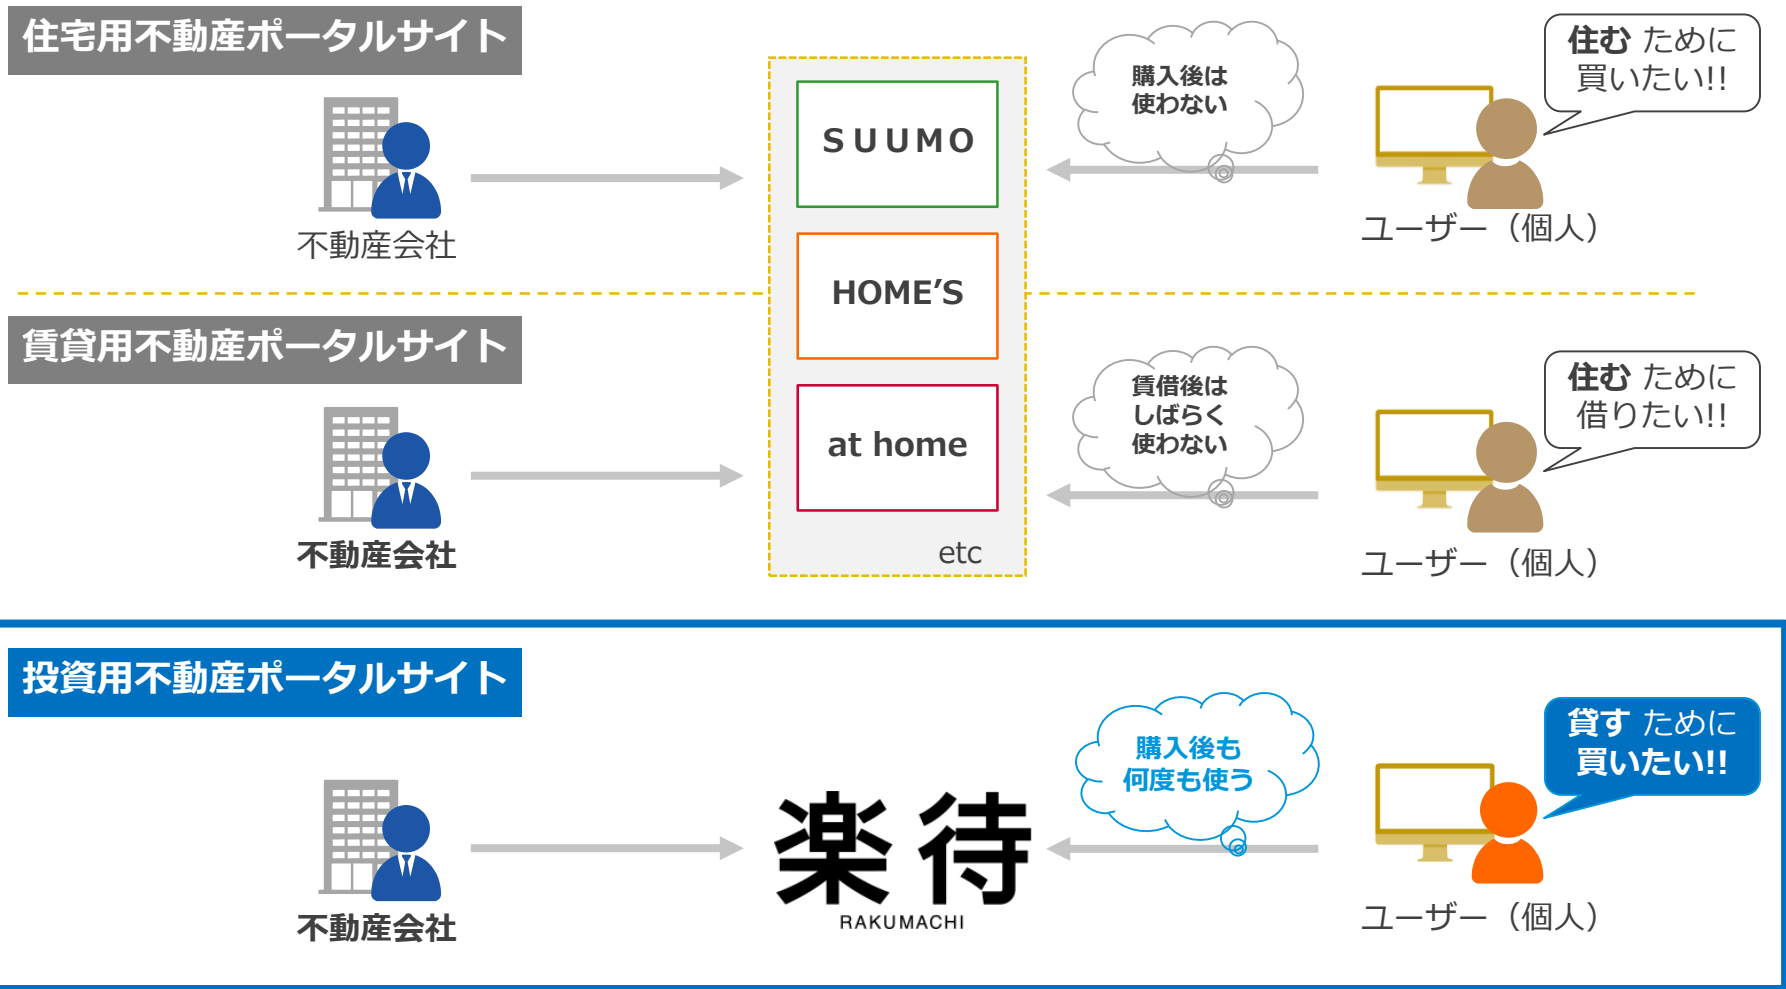 住宅用不動産ポータルサイト
不動産会社
SUUMO
購入後は
使わない
住む ために
買いたい!!
ユーザー（個人）
HOME’S
賃貸用不動産ポータルサイト
不動産会社
at home
etc
賃借後は
しばらく
使わない
住む ために
借りたい!!
ユーザー（個人）
投資用不動産ポータルサイト
不動産会社
楽待
RAKUMACHI
購入後も
何度も使う
貸す ために
買いたい!!
ユーザー（個人）